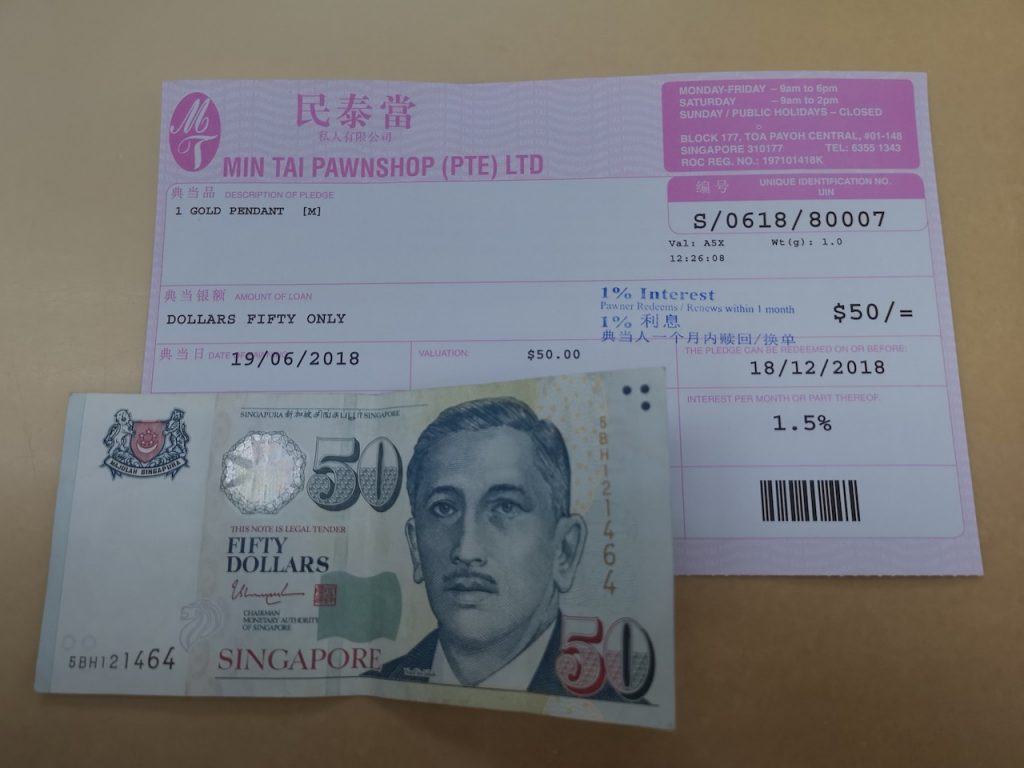 MT
民泰當
私人有限公司
MIN TAI PAWNSHOP (PTE) LTD
MONDAY-FRIDAY – 9am to 6pm
SATURDAY – 9am to 2pm
SUNDAY / PUBLIC HOLIDAYS – CLOSED
BLOCK 177, TOA PAYOH CENTRAL, #01-148
SINGAPORE 310177 TEL: 6355 1343
ROC REG. NO.: 197101418K
典当品 DESCRIPTION OF PLEDGE
1 GOLD PENDANT [M]
编号 UNIQUE IDENTIFICATION NO.
UIN
S/0618/80007
Val: A5X Wt(g): 1.0
12:26:08
典当银额 AMOUNT OF LOAN
DOLLARS FIFTY ONLY
1% Interest
Pawner Redeems / Renews within 1 month
1% 利息
典当人一个月内赎回/换单
$50/=
典当日 DATE
19/06/2018
VALUATION:
$50.00
THE PLEDGE CAN BE REDEEMED ON OR BEFORE:
18/12/2018
INTEREST PER MONTH OR PART THEREOF.
1.5%
MAJULAH SINGAPURA
SINGAPURA 新加坡 SINGAPORE
50
5BH121464
THIS NOTE IS LEGAL TENDER
FIFTY
DOLLARS
CHAIRMAN
MONETARY AUTHORITY
OF SINGAPORE
5BH121464
SINGAPORE
50